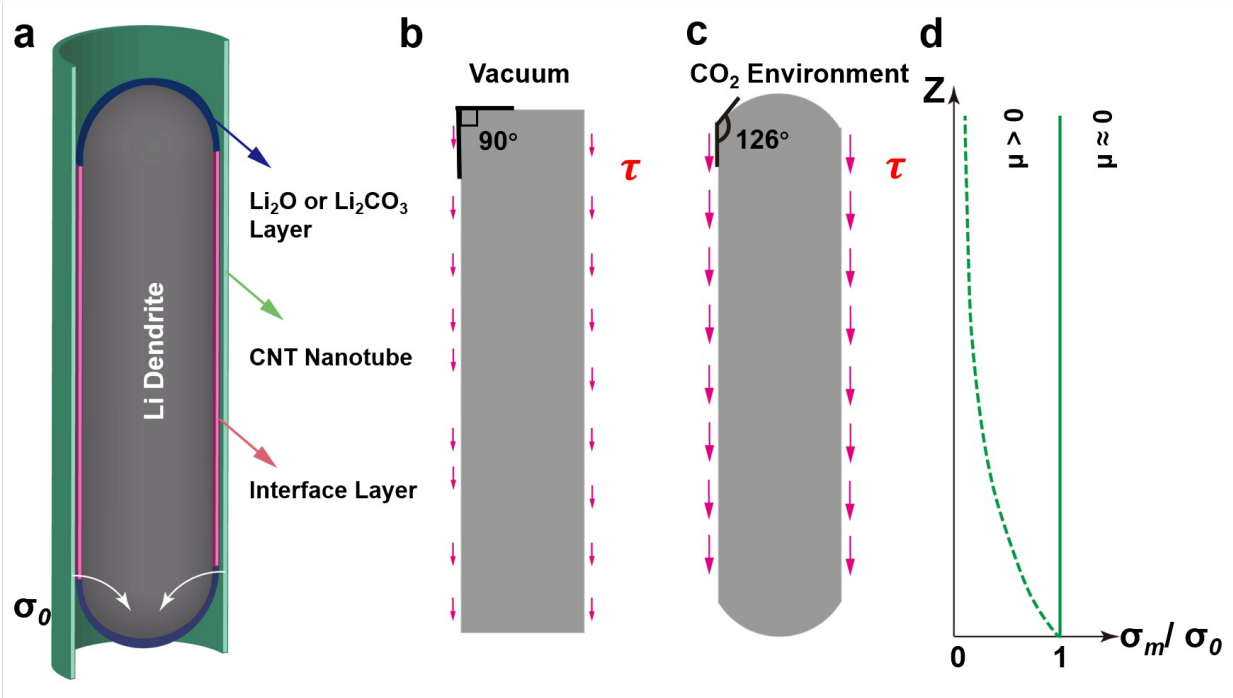 a
Li₂O or Li₂CO₃
Layer
CNT Nanotube
Interface Layer
Li Dendrite
σ₀
b
Vacuum
90°
τ
c
CO₂ Environment
126°
τ
d
Z
μ > 0
μ ≈ 0
0
1
σₘ/ σ₀